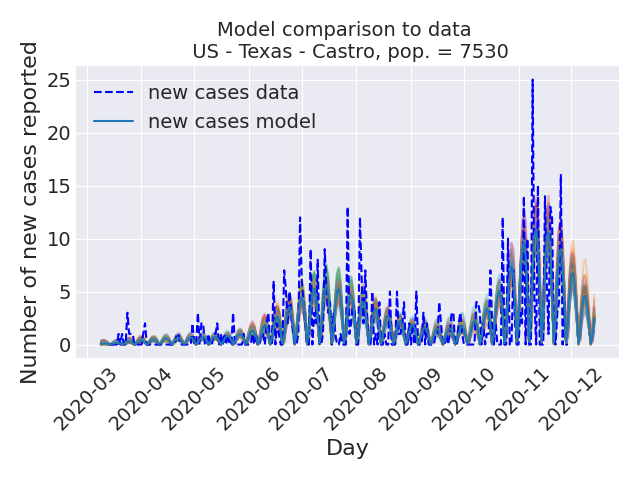 Model comparison to data
US - Texas - Castro, pop. = 7530
Number of new cases reported
25
20
15
10
5
0
new cases data
new cases model
2020-03
2020-04
2020-05
2020-06
2020-07
2020-08
2020-09
2020-10
2020-11
2020-12
Day